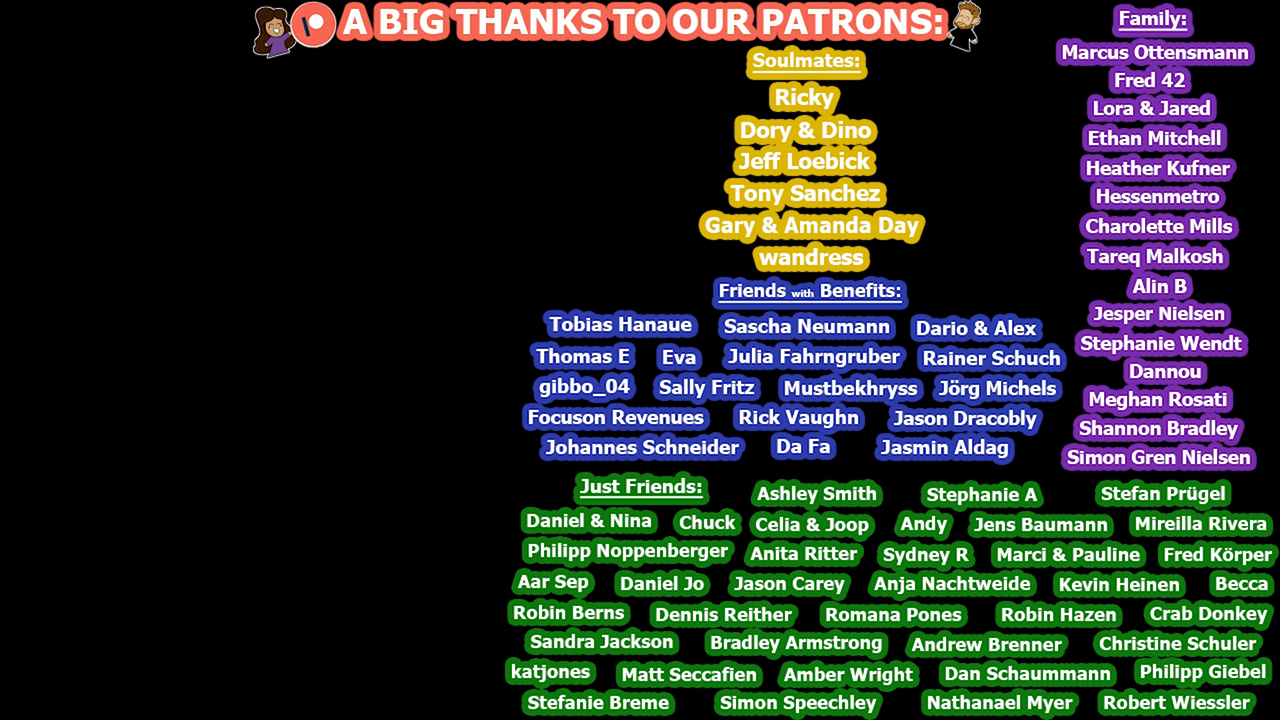 A BIG THANKS TO OUR PATRONS:
Soulmates:
Ricky
Dory & Dino
Jeff Loebick
Tony Sanchez
Gary & Amanda Day
wandress
Family:
Marcus Ottensmann
Fred 42
Lora & Jared
Ethan Mitchell
Heather Kufner
Hessenmetro
Charolette Mills
Tareq Malkosh
Alin B
Jesper Nielsen
Stephanie Wendt
Dannou
Meghan Rosati
Shannon Bradley
Simon Gren Nielsen
Friends with Benefits:
Tobias Hanaue Sascha Neumann Dario & Alex
Thomas E Eva Julia Fahrngruber Rainer Schuch
gibbo_04 Sally Fritz Mustbekhryss Jörg Michels
Focuson Revenues Rick Vaughn Jason Dracobly
Johannes Schneider Da Fa Jasmin Aldag
Just Friends: Ashley Smith Stephanie A Stefan Prügel
Daniel & Nina Chuck Celia & Joop Andy Jens Baumann Mireilla Rivera
Philipp Noppenberger Anita Ritter Sydney R Marci & Pauline Fred Körper
Aar Sep Daniel Jo Jason Carey Anja Nachtweide Kevin Heinen Becca
Robin Berns Dennis Reither Romana Pones Robin Hazen Crab Donkey
Sandra Jackson Bradley Armstrong Andrew Brenner Christine Schuler
katjones Matt Seccafien Amber Wright Dan Schaummann Philipp Giebel
Stefanie Breme Simon Speechley Nathanael Myer Robert Wiessler